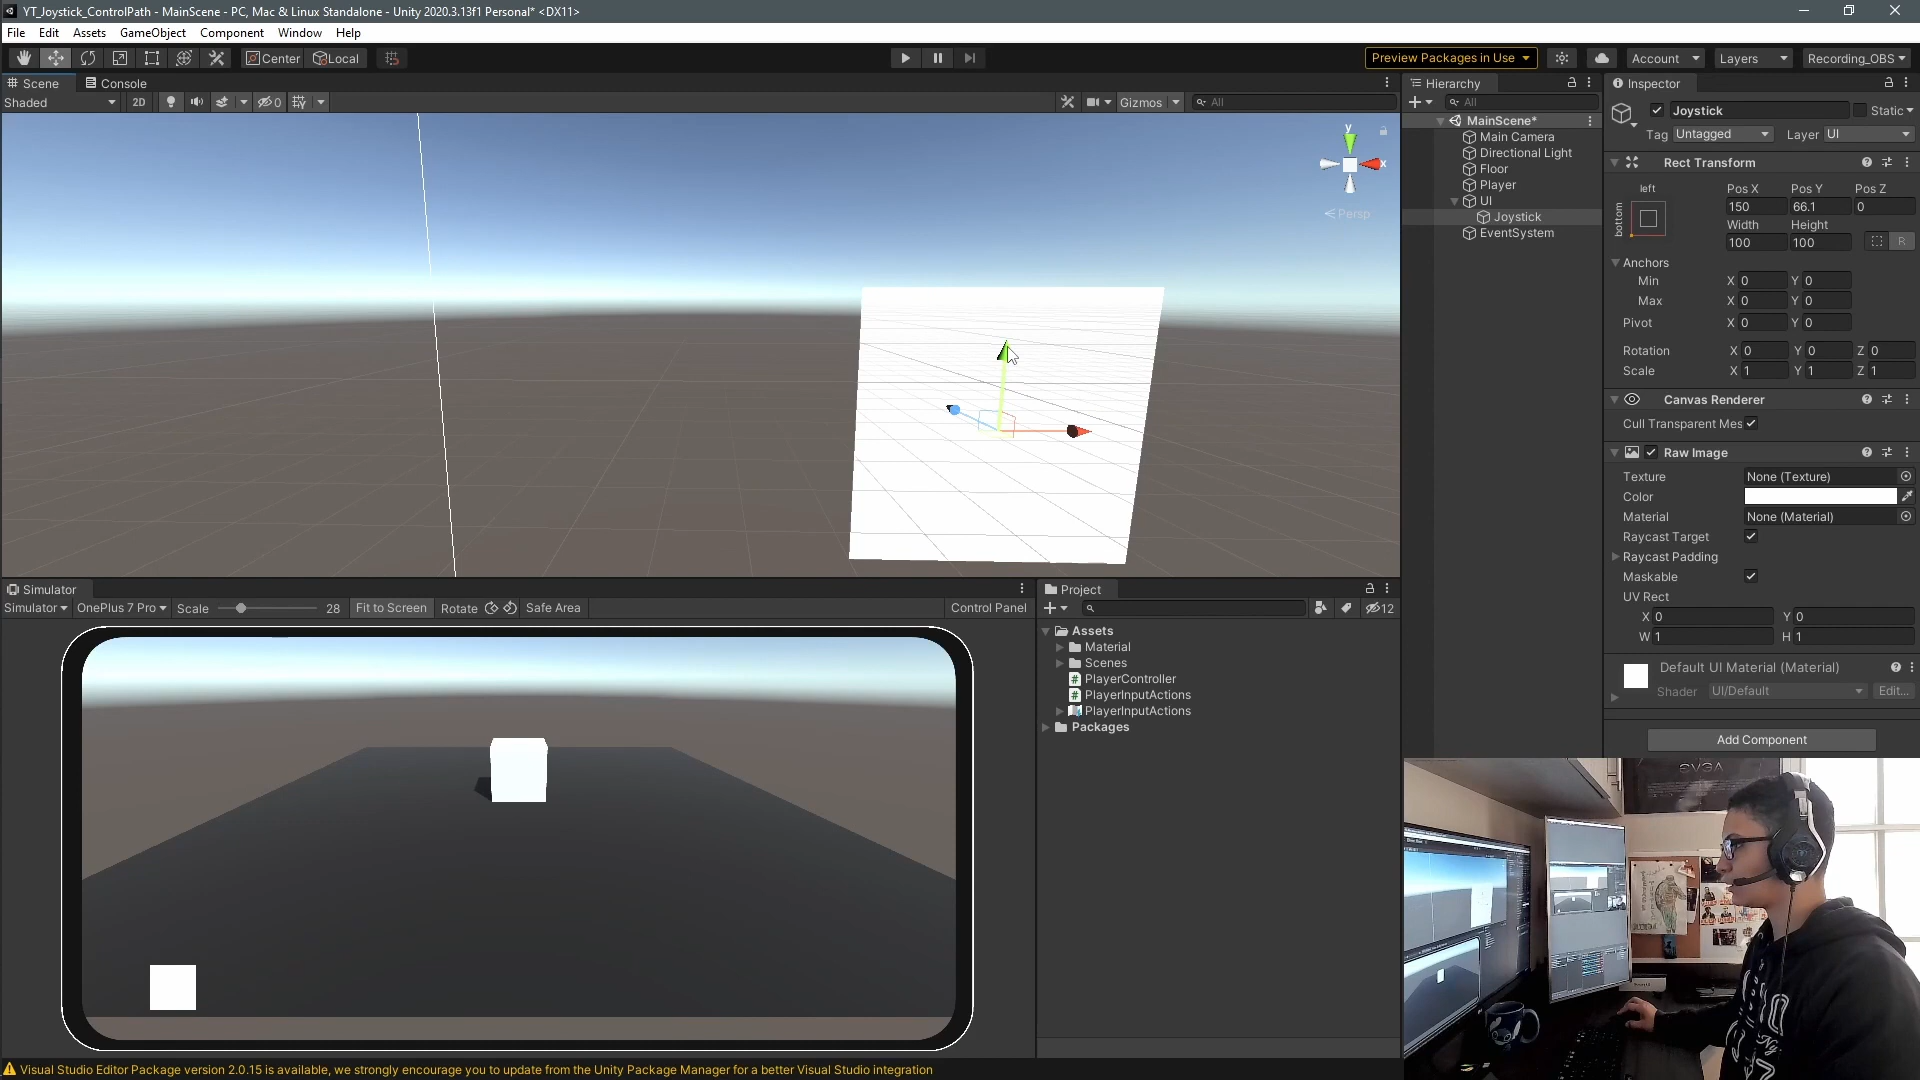 YT_Joystick_ControlPath - MainScene - PC, Mac & Linux Standalone - Unity 2020.3.13f1 Personal* <DX11>
File Edit Assets GameObject Component Window Help
Center Local
Preview Packages in Use Account Layers Recording_OBS
Scene Console
Shaded 2D 0 Gizmos All
y
x
Persp
Hierarchy
All
MainScene*
Main Camera
Directional Light
Floor
Player
UI
Joystick
EventSystem
Inspector
Joystick Static
Tag Untagged Layer UI
Rect Transform
left
bottom
Pos X Pos Y Pos Z
150 66.1 0
Width Height
100 100
R
Anchors
Min X 0 Y 0
Max X 0 Y 0
Pivot X 0 Y 0
Rotation X 0 Y 0 Z 0
Scale X 1 Y 1 Z 1
Canvas Renderer
Cull Transparent Mes
Raw Image
Texture None (Texture)
Color
Material None (Material)
Raycast Target
Raycast Padding
Maskable
UV Rect
X 0 Y 0
W 1 H 1
Default UI Material (Material)
Shader UI/Default Edit...
Add Component
Simulator
Simulator OnePlus 7 Pro Scale 28 Fit to Screen Rotate Safe Area Control Panel
Project
12
Assets
Material
Scenes
PlayerController
PlayerInputActions
PlayerInputActions
Packages
EVGA
Visual Studio Editor Package version 2.0.15 is available, we strongly encourage you to update from the Unity Package Manager for a better Visual Studio integration